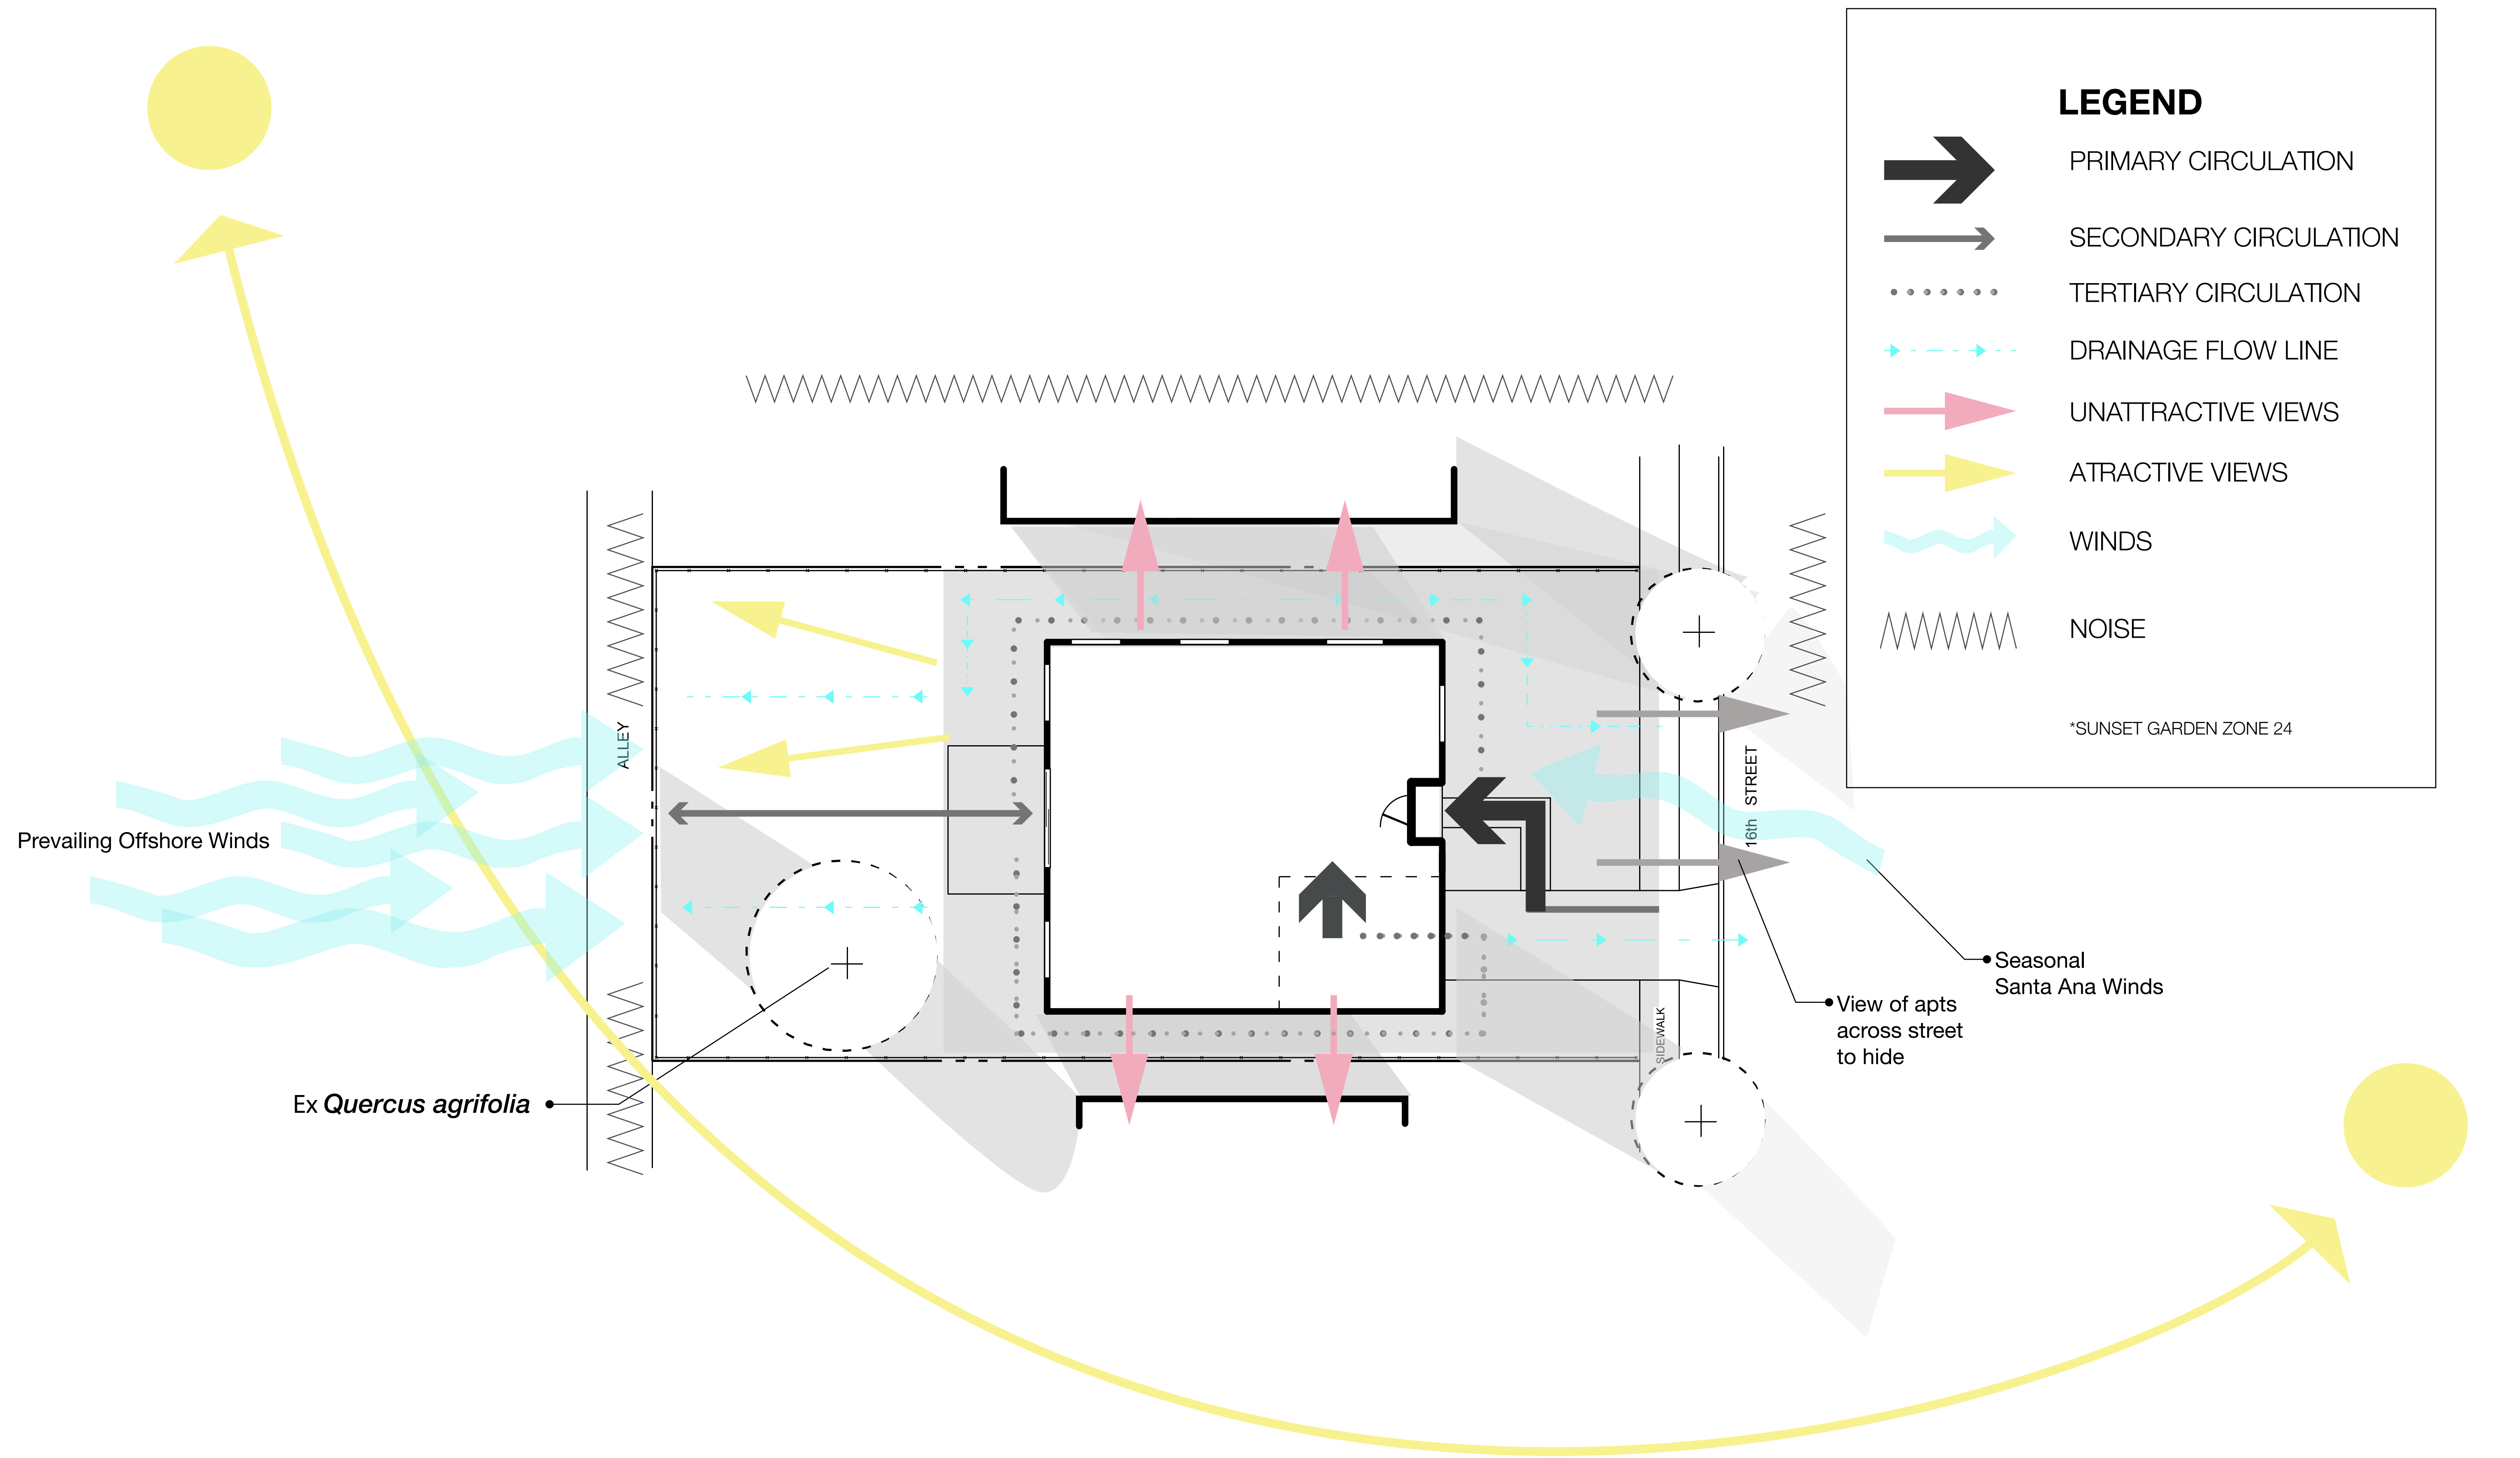 LEGEND
PRIMARY CIRCULATION
SECONDARY CIRCULATION
TERTIARY CIRCULATION
DRAINAGE FLOW LINE
UNATTRACTIVE VIEWS
ATRACTIVE VIEWS
WINDS
NOISE
*SUNSET GARDEN ZONE 24
ALLEY
16th STREET
Prevailing Offshore Winds
SIDEWALK
Seasonal
Santa Ana Winds
View of apts
across street
to hide
Ex Quercus agrifolia